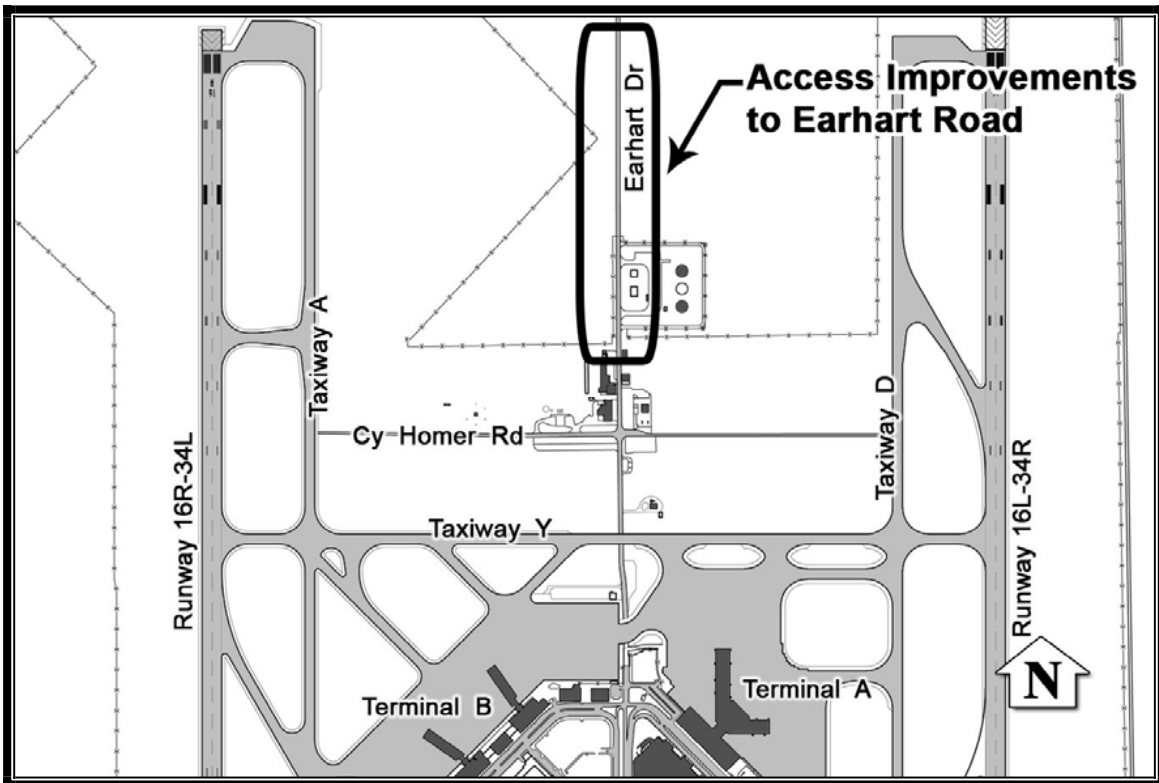 Earhart Dr
Access Improvements
to Earhart Road
Taxiway A
Cy Homer Rd
Taxiway D
Runway 16R-34L
Taxiway Y
Runway 16L-34R
Terminal B
Terminal A
N